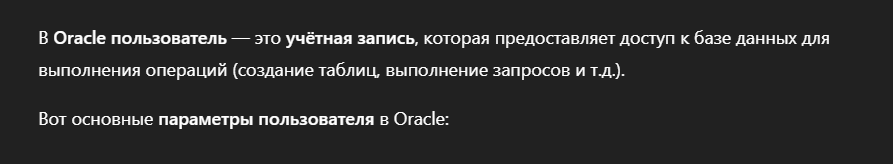 В Oracle пользователь — это учётная запись, которая предоставляет доступ к базе данных для
выполнения операций (создание таблиц, выполнение запросов и т.д.).
Вот основные параметры пользователя в Oracle: